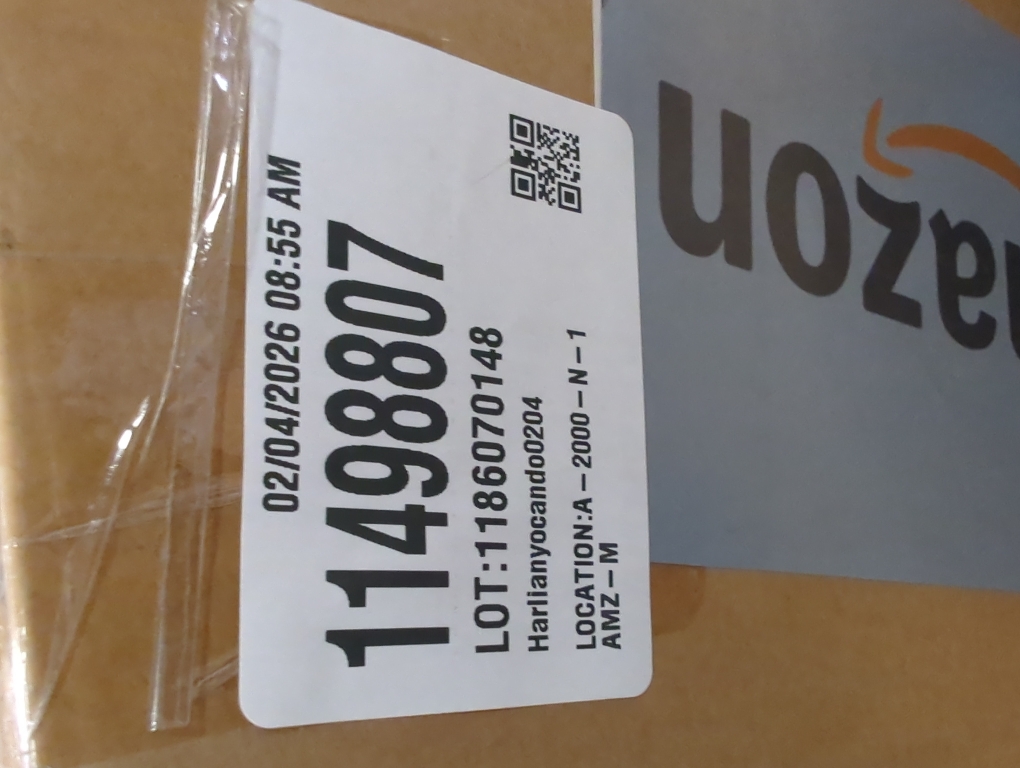 02/04/2026 08:55 AM
11498807
LOT:1186070148
Harlianyocando0204
LOCATION:A-2000-N-1
AMZ-M